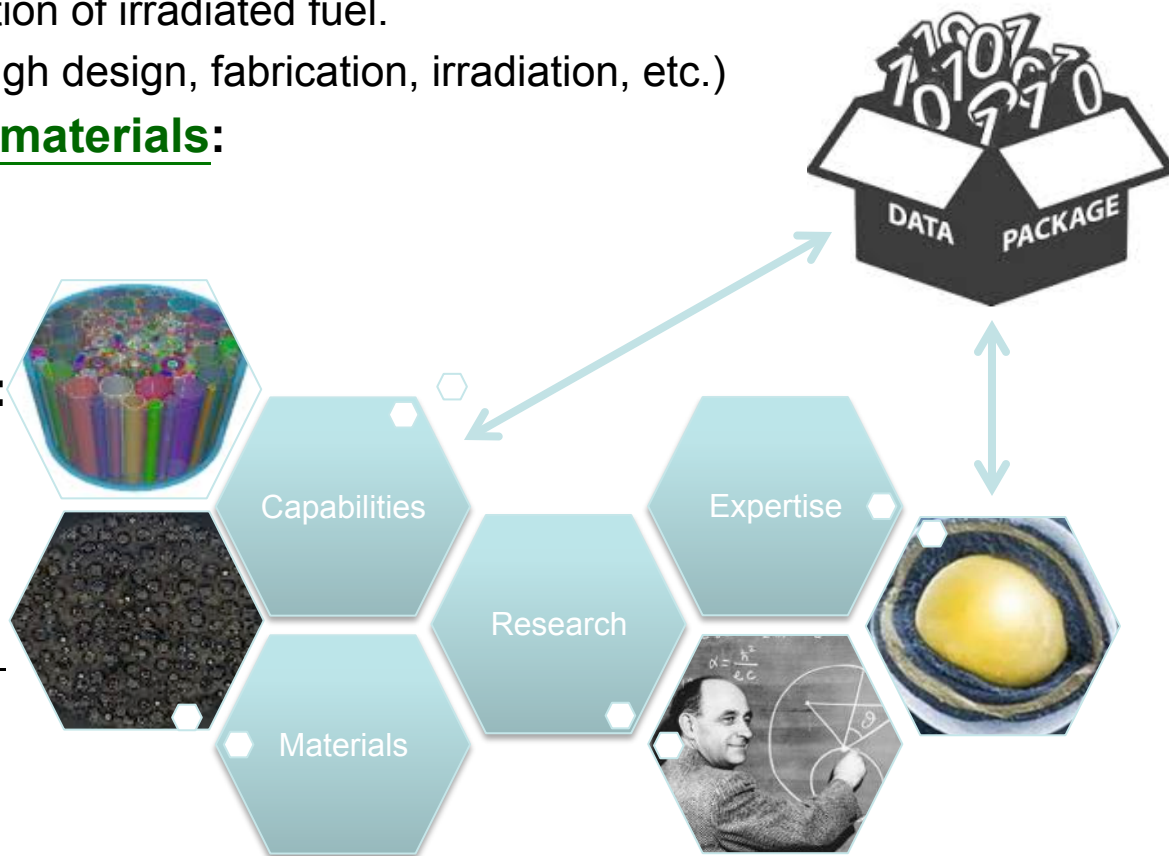 tion of irradiated fuel.
gh design, fabrication, irradiation, etc.)
materials:
DATA PACKAGE
:
Capabilities
Expertise
Research
Materials